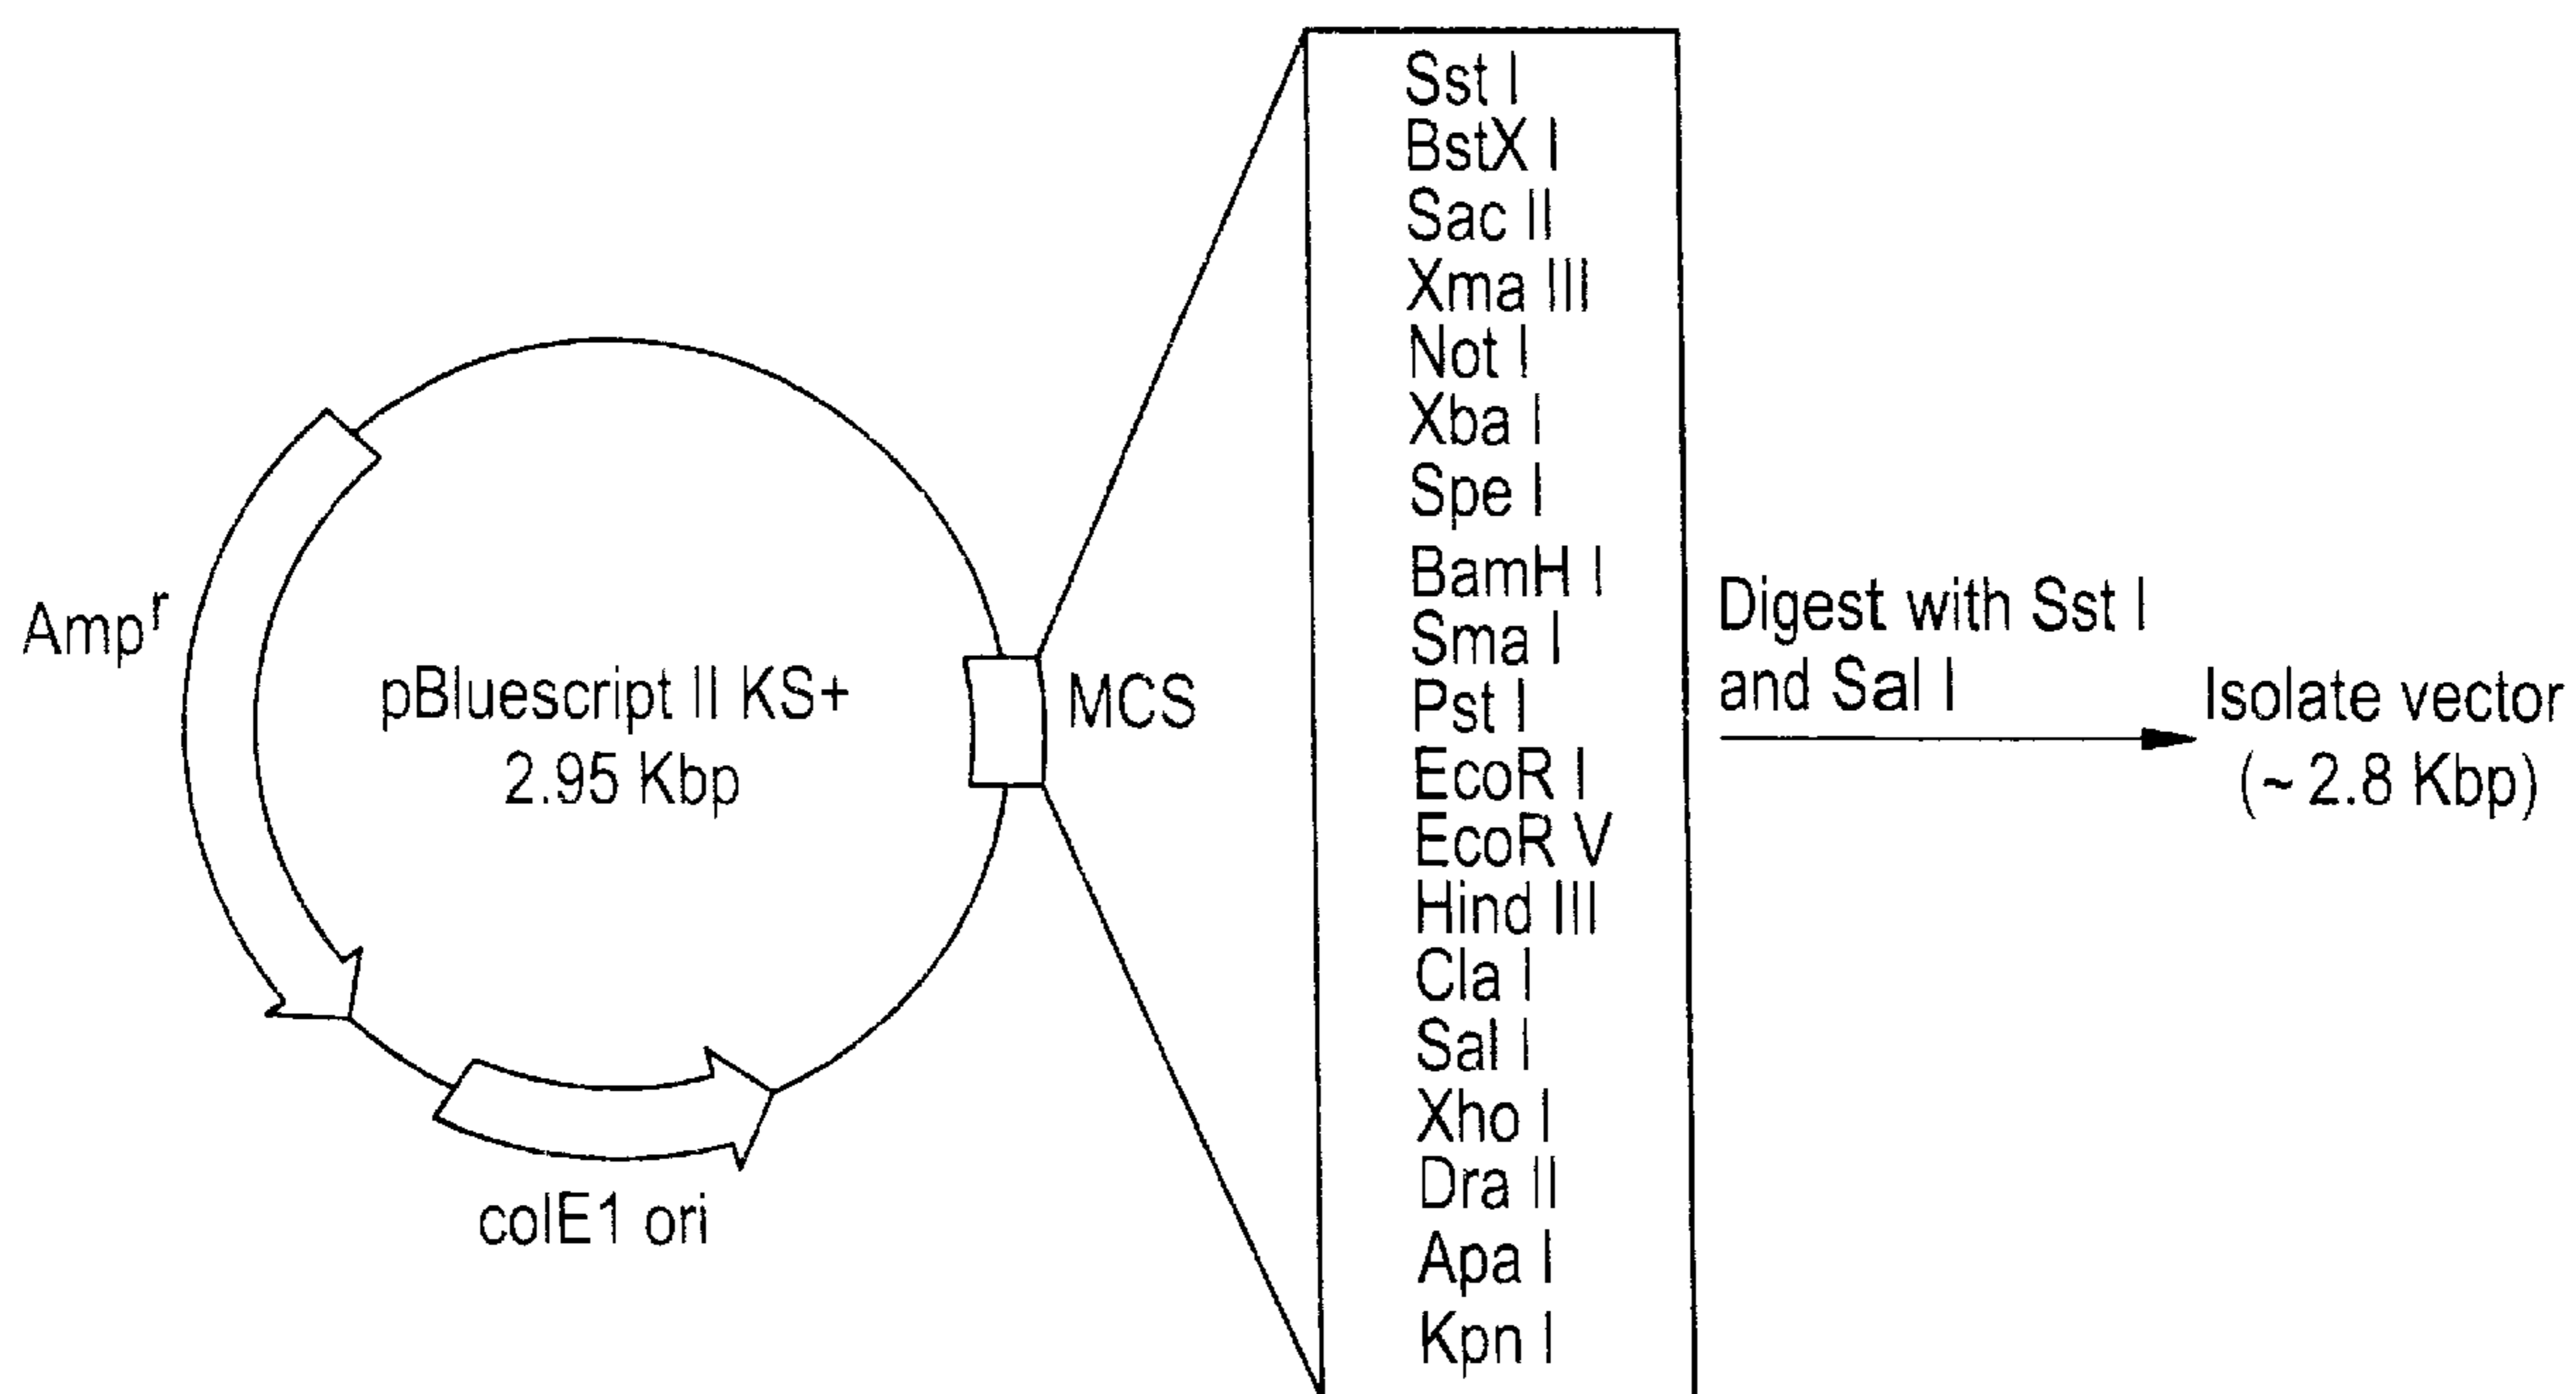 Amp^r
pBluescript II KS+
2.95 Kbp
colE1 ori
MCS
Sst I
BstX I
Sac II
Xma III
Not I
Xba I
Spe I
BamH I
Sma I
Pst I
EcoR I
EcoR V
Hind III
Cla I
Sal I
Xho I
Dra II
Apa I
Kpn I
Digest with Sst I
and Sal I
Isolate vector
(~ 2.8 Kbp)